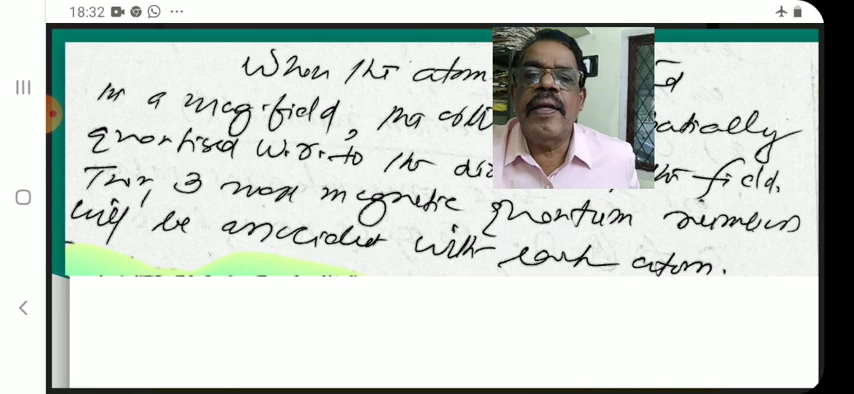 18:32
When the atom
in a mag. field, the
quantised w.r.to the field.
Then, 3 more magnetic quantum numbers
will be associated with each atom.